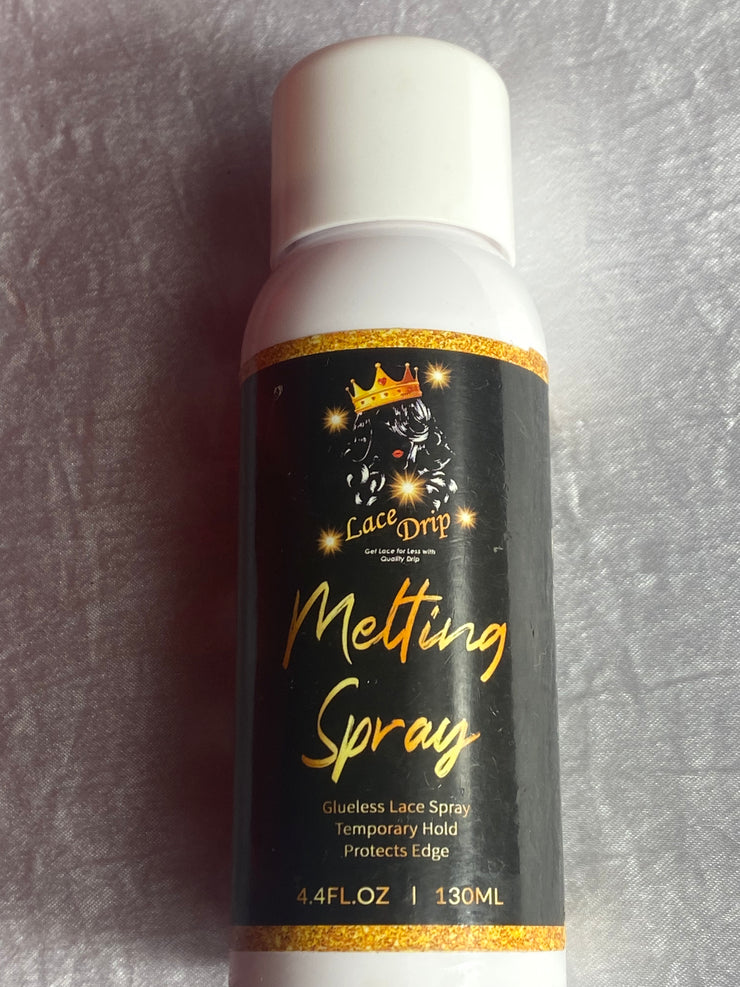 Lace Drip
Get Lace for Less with
Quality Drip
Melting
Spray
Glueless Lace Spray
Temporary Hold
Protects Edge
4.4FL.OZ | 130ML